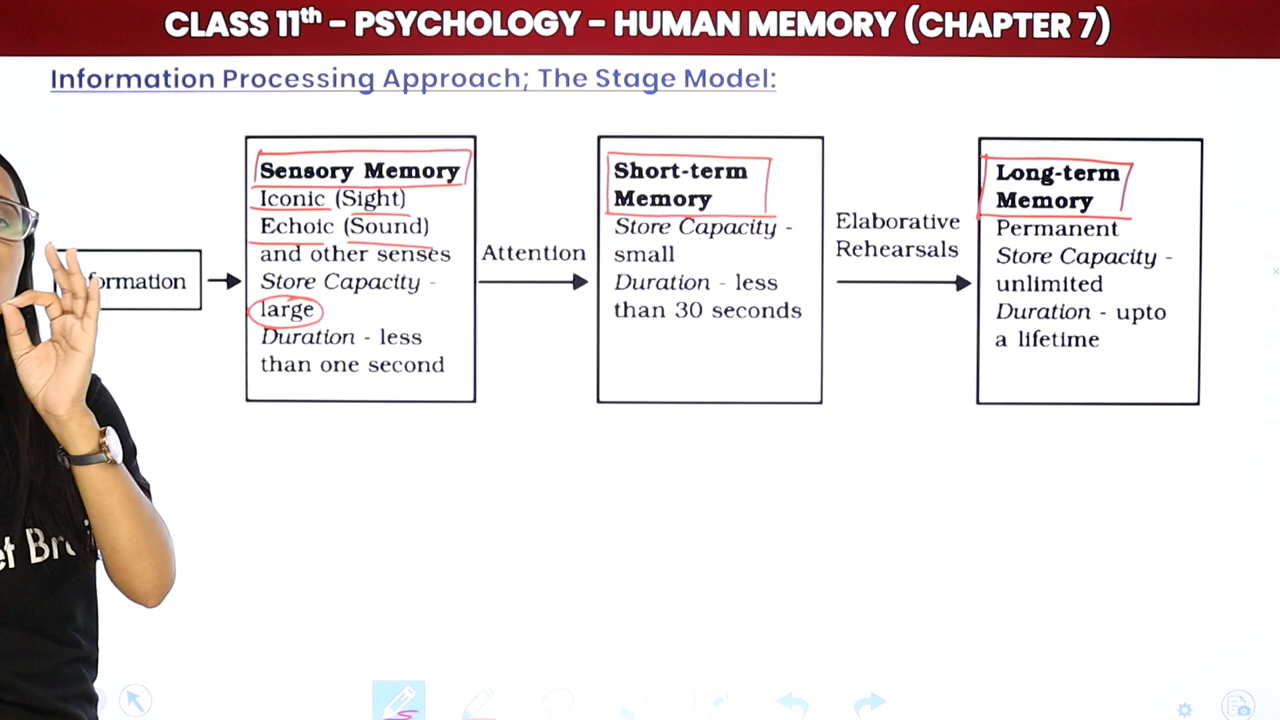 CLASS 11th - PSYCHOLOGY - HUMAN MEMORY (CHAPTER 7)
Information Processing Approach; The Stage Model:
Sensory Memory
Iconic (Sight)
Echoic (Sound)
and other senses
Store Capacity -
large
Duration - less
than one second
Attention
Short-term
Memory
Store Capacity -
small
Duration - less
than 30 seconds
Elaborative
Rehearsals
Long-term
Memory
Permanent
Store Capacity -
unlimited
Duration - upto
a lifetime